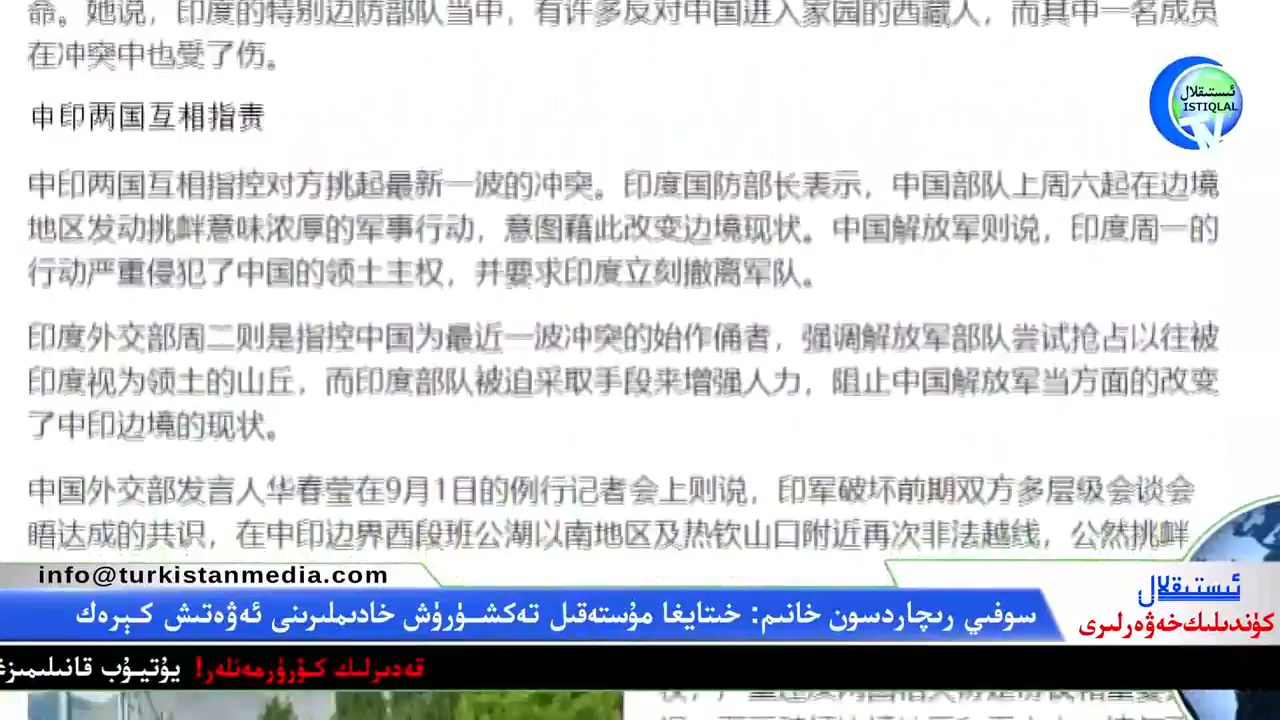 命。她说，印度的特别边防部队当中，有许多反对中国进入家园的西藏人，而其中一名成员
在冲突中也受了伤。
ئىستىقلال
ISTIQLAL
TV
中印两国互相指责
中印两国互相指控对方挑起最新一波的冲突。印度国防部长表示，中国部队上周六起在边境
地区发动挑衅意味浓厚的军事行动，意图藉此改变边境现状。中国解放军则说，印度周一的
行动严重侵犯了中国的领土主权，并要求印度立刻撤离军队。
印度外交部周二则是指控中国为最近一波冲突的始作俑者，强调解放军部队尝试抢占以往被
印度视为领土的山丘，而印度部队被迫采取手段来增强人力，阻止中国解放军当方面的改变
了中印边境的现状。
中国外交部发言人华春莹在9月1日的例行记者会上则说，印军破坏前期双方多层级会谈会
晤达成的共识，在中印边界西段班公湖以南地区及热钦山口附近再次非法越线，公然挑衅
info@turkistanmedia.com
ئىستىقلال
كۈندىلىك خەۋەرلىرى
سوفىي رىچاردسون خانىم: خىتايغا مۇستەقىل تەكشۈرۈش خادىملىرىنى ئەۋەتىش كېرەك
قەدىرلىك كۆرۈرمەنلەر! يۇتيۇب قانىلىمىزغ